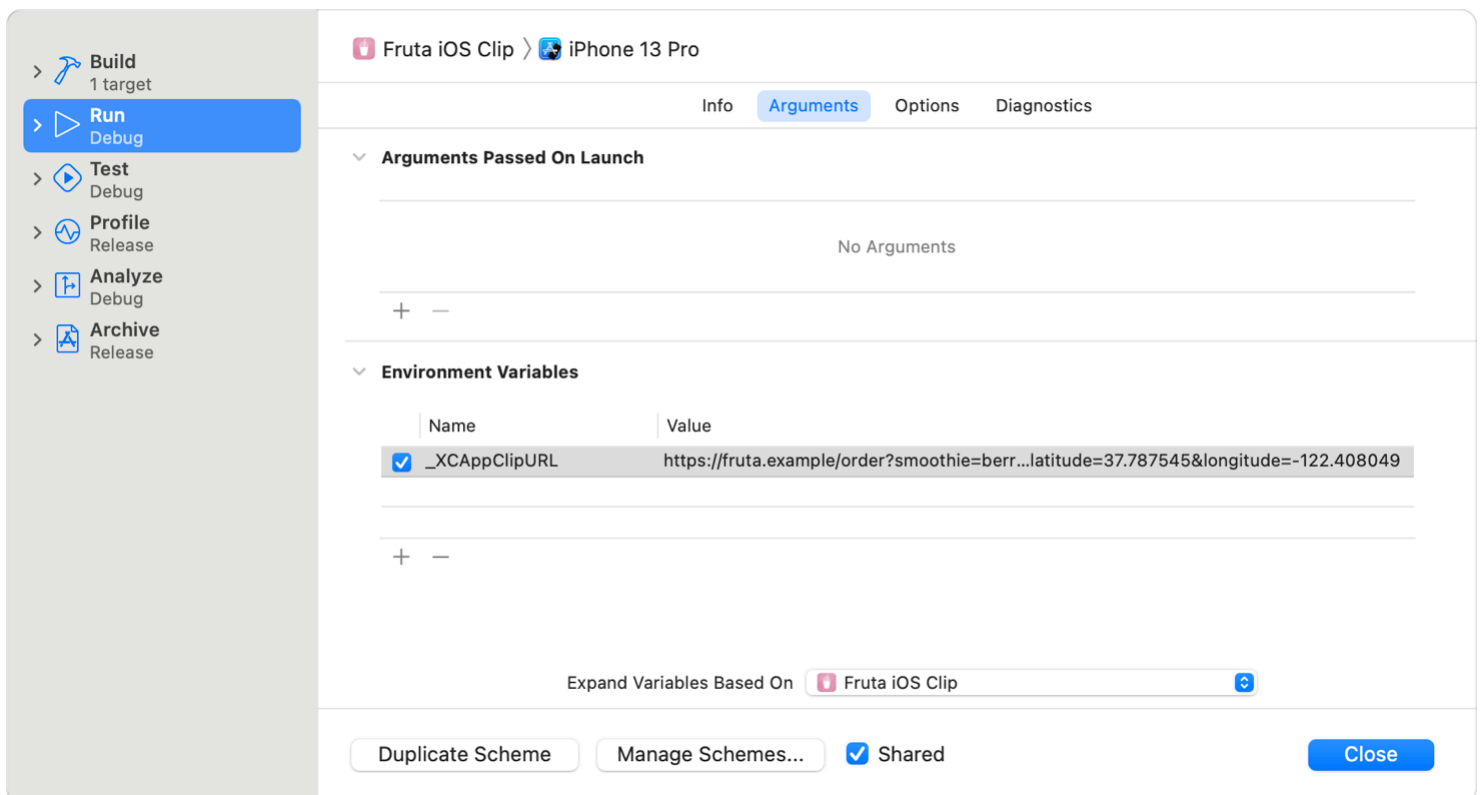 Build
1 target
Run
Debug
Test
Debug
Profile
Release
Analyze
Debug
Archive
Release
Fruta iOS Clip 〉 iPhone 13 Pro
Info Arguments Options Diagnostics
Arguments Passed On Launch
No Arguments
+ −
Environment Variables
Name Value
_XCAppClipURL https://fruta.example/order?smoothie=berr...latitude=37.787545&longitude=-122.408049
+ −
Expand Variables Based On Fruta iOS Clip
Duplicate Scheme Manage Schemes... Shared Close